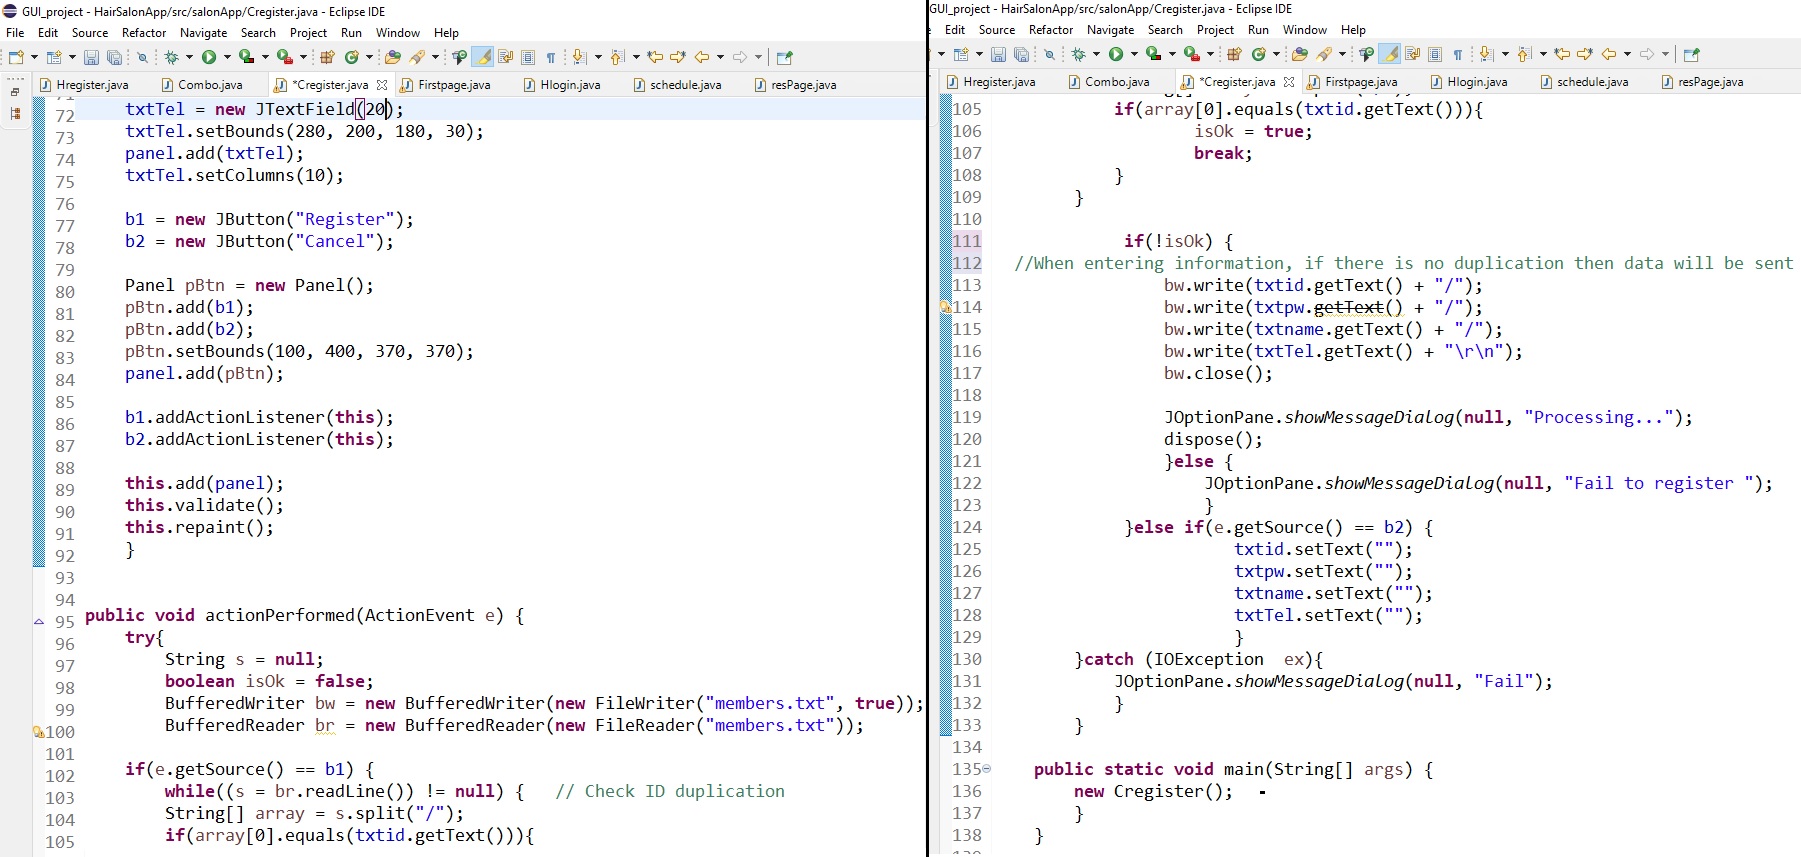 GUI_project - HairSalonApp/src/salonApp/Cregister.java - Eclipse IDE
File Edit Source Refactor Navigate Search Project Run Window Help
Hregister.java Combo.java *Cregister.java Firstpage.java Hlogin.java schedule.java resPage.java
72 txtTel = new JTextField(20);
73 txtTel.setBounds(280, 200, 180, 30);
74 panel.add(txtTel);
75 txtTel.setColumns(10);
76
77 b1 = new JButton("Register");
78 b2 = new JButton("Cancel");
79
80 Panel pBtn = new Panel();
81 pBtn.add(b1);
82 pBtn.add(b2);
83 pBtn.setBounds(100, 400, 370, 370);
84 panel.add(pBtn);
85
86 b1.addActionListener(this);
87 b2.addActionListener(this);
88
89 this.add(panel);
90 this.validate();
91 this.repaint();
92 }
93
94
95 public void actionPerformed(ActionEvent e) {
96 try{
97 String s = null;
98 boolean isOk = false;
99 BufferedWriter bw = new BufferedWriter(new FileWriter("members.txt", true));
100 BufferedReader br = new BufferedReader(new FileReader("members.txt"));
101
102 if(e.getSource() == b1) {
103 while((s = br.readLine()) != null) { // Check ID duplication
104 String[] array = s.split("/");
105 if(array[0].equals(txtid.getText())){
GUI_project - HairSalonApp/src/salonApp/Cregister.java - Eclipse IDE
Edit Source Refactor Navigate Search Project Run Window Help
Hregister.java Combo.java *Cregister.java Firstpage.java Hlogin.java schedule.java resPage.java
105 if(array[0].equals(txtid.getText())){
106 isOk = true;
107 break;
108 }
109 }
110
111 if(!isOk) {
112 //When entering information, if there is no duplication then data will be sent
113 bw.write(txtid.getText() + "/");
114 bw.write(txtpw.getText() + "/");
115 bw.write(txtname.getText() + "/");
116 bw.write(txtTel.getText() + "\r\n");
117 bw.close();
118
119 JOptionPane.showMessageDialog(null, "Processing...");
120 dispose();
121 }else {
122 JOptionPane.showMessageDialog(null, "Fail to register ");
123 }
124 }else if(e.getSource() == b2) {
125 txtid.setText("");
126 txtpw.setText("");
127 txtname.setText("");
128 txtTel.setText("");
129 }
130 }catch (IOException ex){
131 JOptionPane.showMessageDialog(null, "Fail");
132 }
133 }
134
135 public static void main(String[] args) {
136 new Cregister();
137 }
138 }